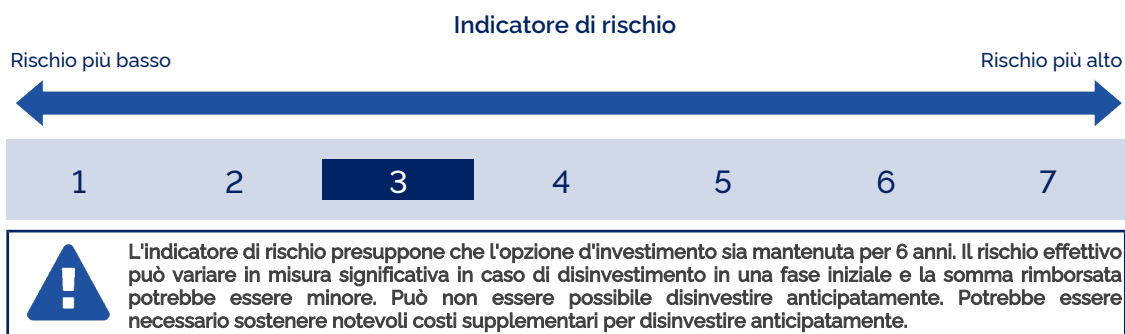 Indicatore di rischio
Rischio più basso
Rischio più alto
1 2 3 4 5 6 7
L'indicatore di rischio presuppone che l'opzione d'investimento sia mantenuta per 6 anni. Il rischio effettivo
può variare in misura significativa in caso di disinvestimento in una fase iniziale e la somma rimborsata
potrebbe essere minore. Può non essere possibile disinvestire anticipatamente. Potrebbe essere
necessario sostenere notevoli costi supplementari per disinvestire anticipatamente.